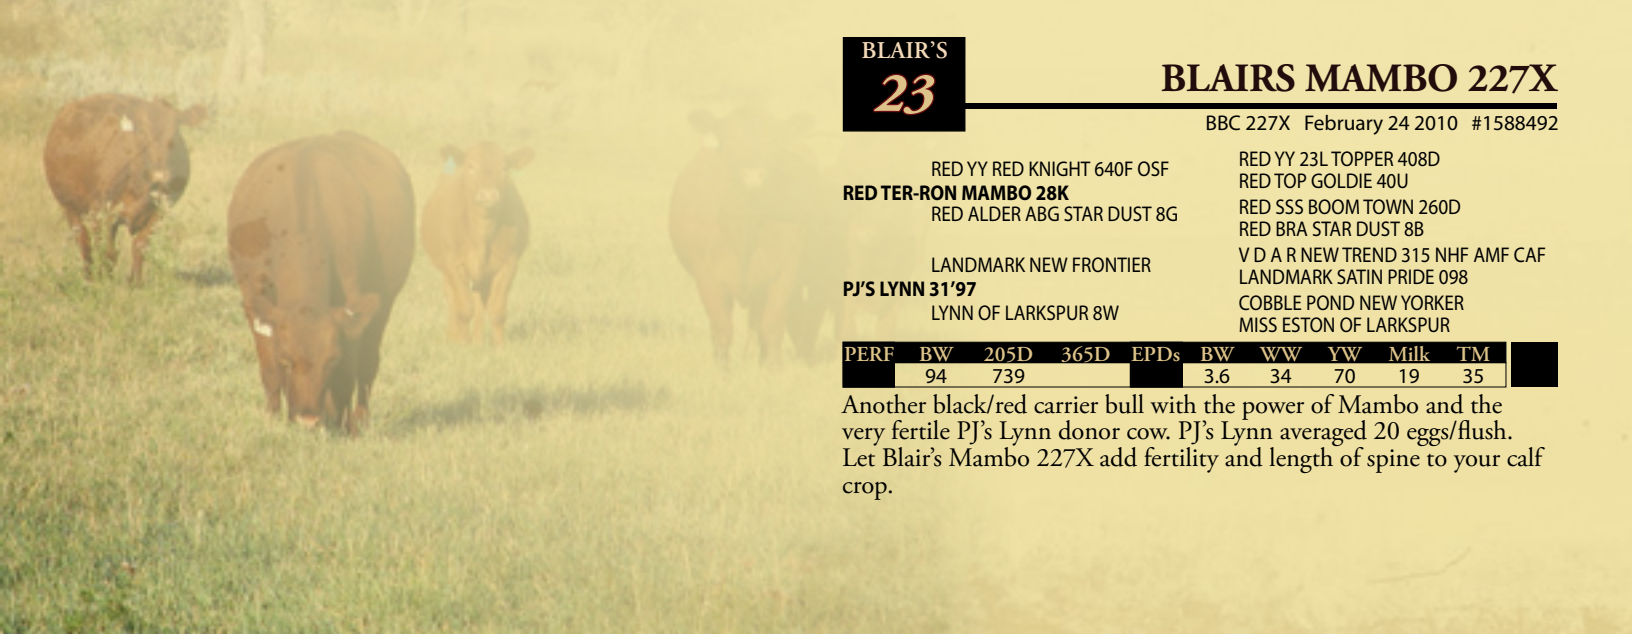 BLAIR'S
23
BLAIRS MAMBO 227X
BBC 227X February 24 2010 #1588492
RED YY RED KNIGHT 640F OSF
RED TER-RON MAMBO 28K
RED ALDER ABG STAR DUST 8G
LANDMARK NEW FRONTIER
PJ'S LYNN 31'97
LYNN OF LARKSPUR 8W
RED YY 23L TOPPER 408D
RED TOP GOLDIE 40U
RED SSS BOOM TOWN 260D
RED BRA STAR DUST 8B
V D A R NEW TREND 315 NHF AMF CAF
LANDMARK SATIN PRIDE 098
COBBLE POND NEW YORKER
MISS ESTON OF LARKSPUR
PERF BW 205D 365D EPDs BW WW YW Milk TM
94 739 3.6 34 70 19 35
Another black/red carrier bull with the power of Mambo and the
very fertile PJ's Lynn donor cow. PJ's Lynn averaged 20 eggs/flush.
Let Blair's Mambo 227X add fertility and length of spine to your calf
crop.